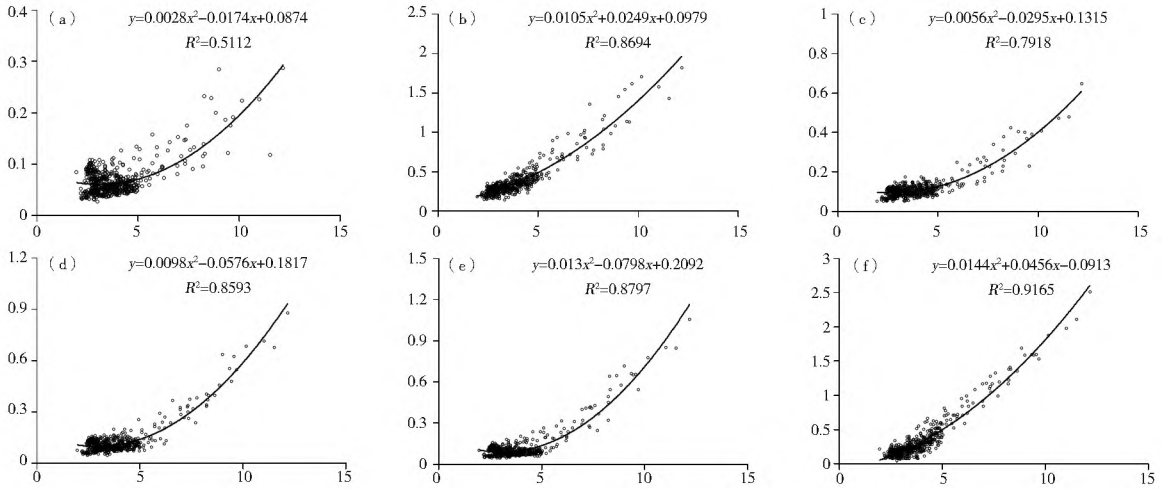 (a) y=0.0028x²−0.0174x+0.0874
R²=0.5112
0.4
0.3
0.2
0.1
0
0 5 10 15
(b) y=0.0105x²+0.0249x+0.0979
R²=0.8694
2.5
2
1.5
1
0.5
0
0 5 10 15
(c) y=0.0056x²−0.0295x+0.1315
R²=0.7918
1
0.8
0.6
0.4
0.2
0
0 5 10 15
(d) y=0.0098x²−0.0576x+0.1817
R²=0.8593
1.2
0.9
0.6
0.3
0
0 5 10 15
(e) y=0.013x²−0.0798x+0.2092
R²=0.8797
1.5
1.2
0.9
0.6
0.3
0
0 5 10 15
(f) y=0.0144x²+0.0456x−0.0913
R²=0.9165
3
2.5
2
1.5
1
0.5
0
0 5 10 15